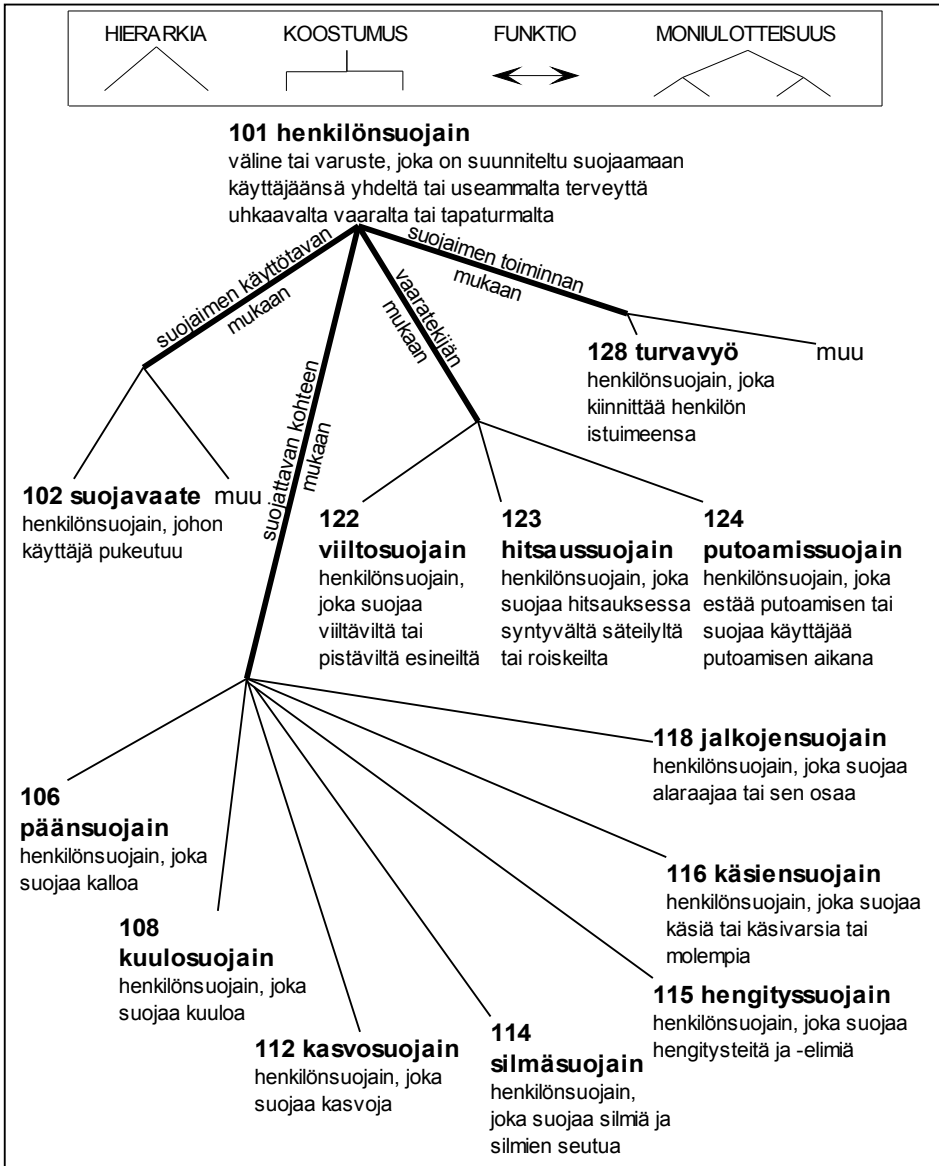 HIERARKIA KOOSTUMUS FUNKTIO MONIULOTTEISUUS
101 henkilönsuojain
väline tai varuste, joka on suunniteltu suojaamaan
käyttäjäänsä yhdeltä tai useammalta terveyttä
uhkaavalta vaaralta tai tapaturmalta
suojaimen käyttötavan
mukaan
suojattavan kohteen
mukaan
vaaratekijän
mukaan
suojaimen toiminnan
mukaan
128 turvavyö
henkilönsuojain, joka
kiinnittää henkilön
istuimeensa
muu
102 suojavaate muu
henkilönsuojain, johon
käyttäjä pukeutuu
122
viiltosuojain
henkilönsuojain,
joka suojaa
viiltäviltä tai
pistäviltä esineiltä
123
hitsaussuojain
henkilönsuojain, joka
suojaa hitsauksessa
syntyvältä säteilyltä
tai roiskeilta
124
putoamissuojain
henkilönsuojain, joka
estää putoamisen tai
suojaa käyttäjää
putoamisen aikana
118 jalkojensuojain
henkilönsuojain, joka suojaa
alaraajaa tai sen osaa
106
päänsuojain
henkilönsuojain, joka
suojaa kalloa
116 käsiensuojain
henkilönsuojain, joka suojaa
käsiä tai käsivarsia tai
molempia
108
kuulosuojain
henkilönsuojain, joka
suojaa kuuloa
115 hengityssuojain
henkilönsuojain, joka suojaa
hengitysteitä ja -elimiä
112 kasvosuojain
henkilönsuojain, joka
suojaa kasvoja
114
silmäsuojain
henkilönsuojain,
joka suojaa silmiä ja
silmien seutua